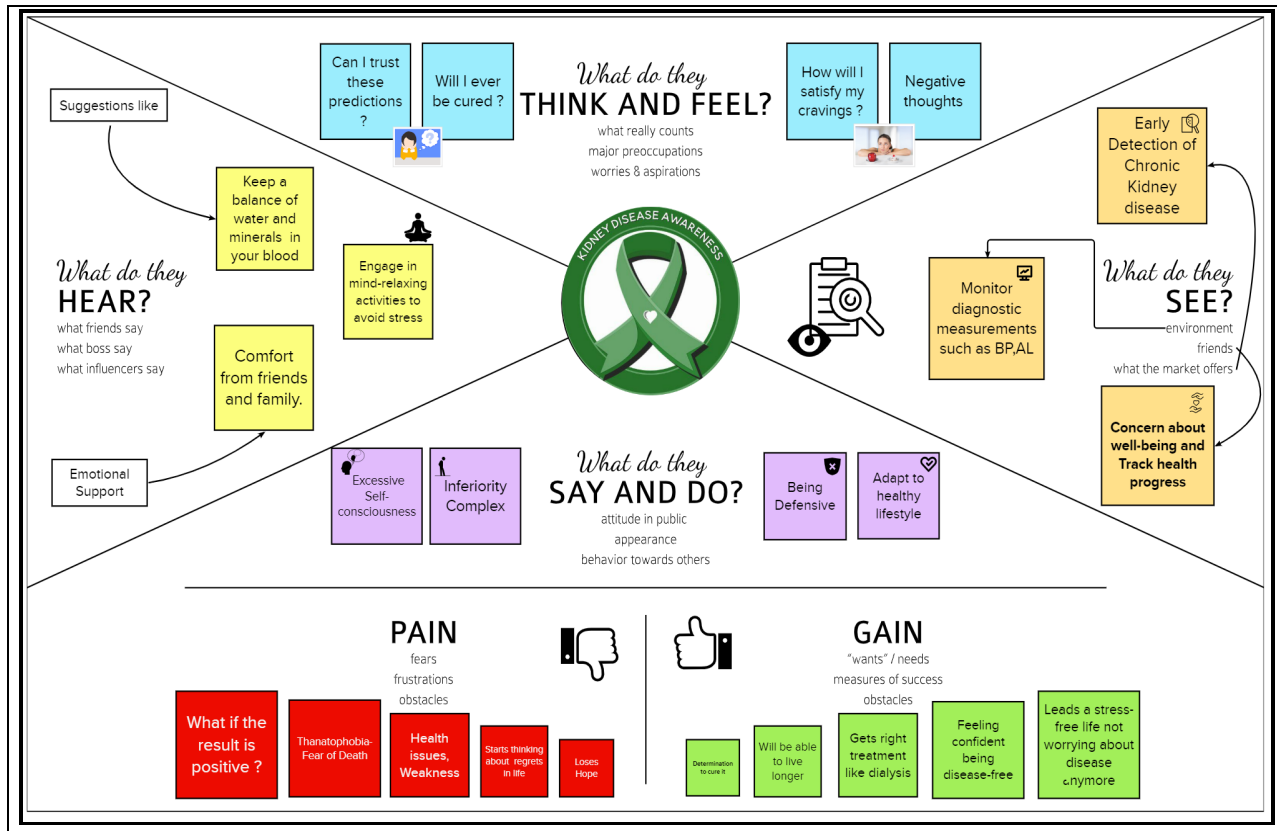 Can I trust
these
predictions
?
Will I ever
be cured ?
What do they
THINK AND FEEL?
what really counts
major preoccupations
worries & aspirations
How will I
satisfy my
cravings ?
Negative
thoughts
Suggestions like
Keep a
balance of
water and
minerals in
your blood
Engage in
mind-relaxing
activities to
avoid stress
What do they
HEAR?
what friends say
what boss say
what influencers say
Comfort
from friends
and family.
Emotional
Support
KIDNEY DISEASE AWARENESS
Early
Detection of
Chronic
Kidney
disease
Monitor
diagnostic
measurements
such as BP,AL
What do they
SEE?
environment
friends
what the market offers
Concern about
well-being and
Track health
progress
Excessive
Self-
consciousness
Inferiority
Complex
What do they
SAY AND DO?
attitude in public
appearance
behavior towards others
Being
Defensive
Adapt to
healthy
lifestyle
PAIN
fears
frustrations
obstacles
What if the
result is
positive ?
Thanatophobia-
Fear of Death
Health
issues,
Weakness
Starts thinking
about regrets
in life
Loses
Hope
GAIN
"wants" / needs
measures of success
obstacles
Determination
to cure it
Will be able
to live
longer
Gets right
treatment
like dialysis
Feeling
confident
being
disease-free
Leads a stress-
free life not
worrying about
disease
anymore